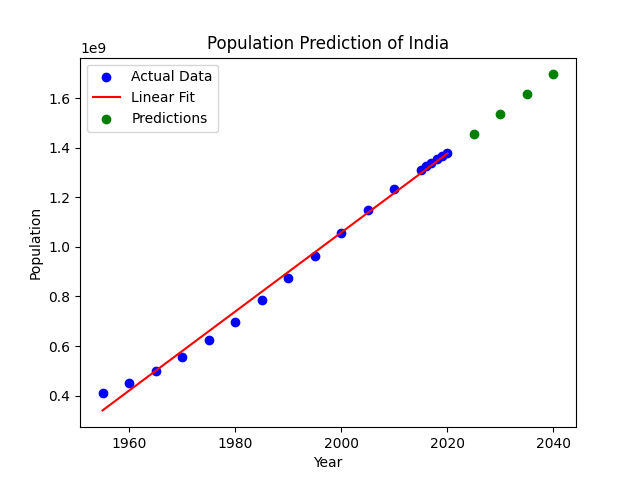 Population Prediction of India
1e9
Actual Data
Linear Fit
Predictions
1.6
1.4
1.2
1.0
0.8
0.6
0.4
Population
1960 1980 2000 2020 2040
Year